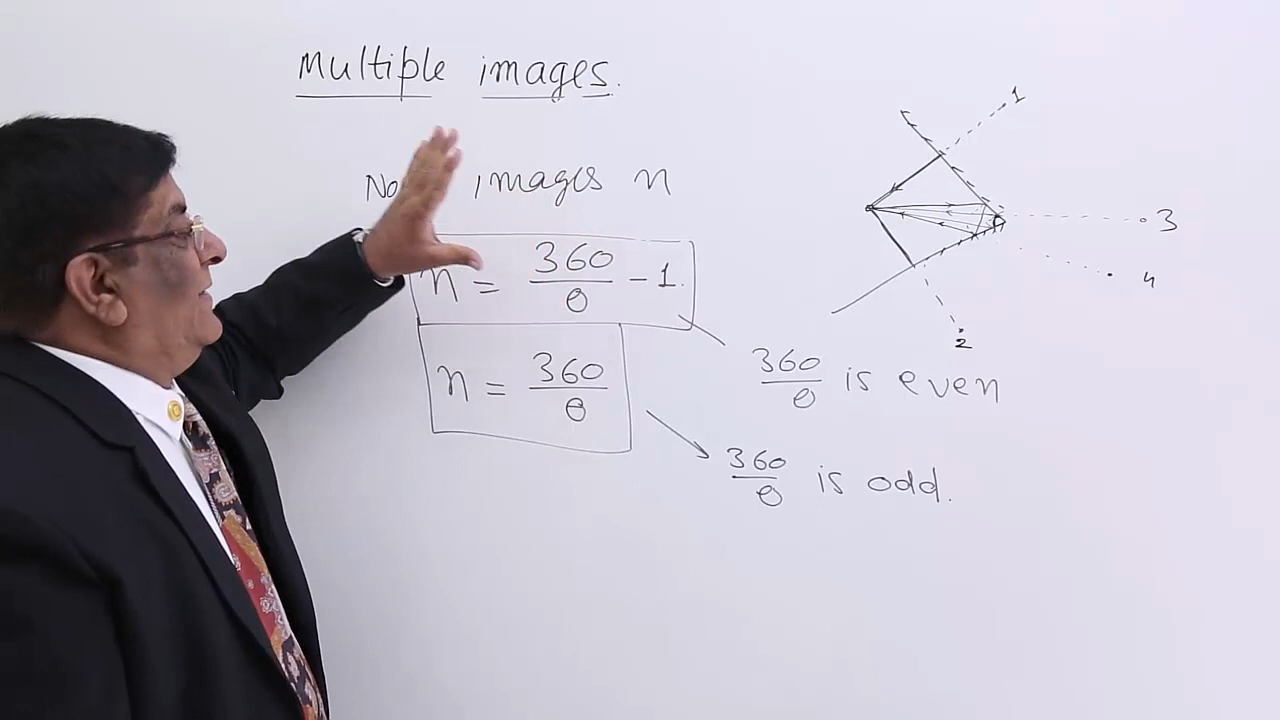 Multiple images.
No images n
n = 360/θ - 1.
n = 360/θ
360/θ is even
360/θ is odd.
1
3
4
2